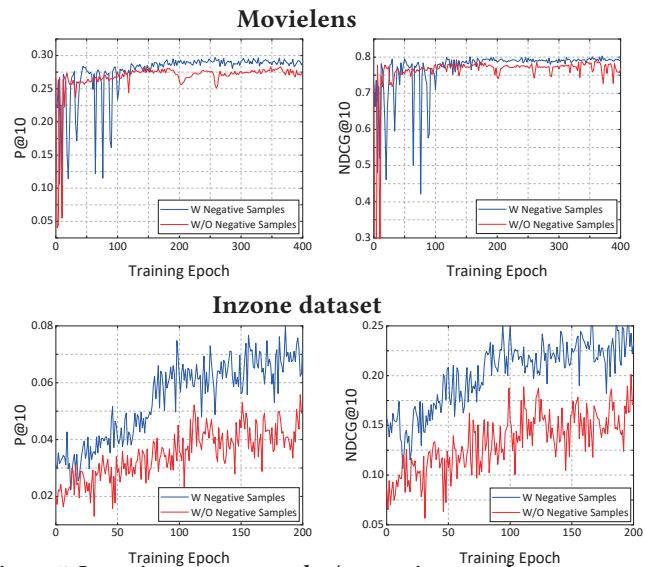 Movielens
P@10
0.30
0.25
0.20
0.15
0.10
0.05
0 100 200 300 400
Training Epoch
W Negative Samples
W/O Negative Samples
NDCG@10
0.8
0.7
0.6
0.5
0.4
0.3
0 100 200 300 400
Training Epoch
W Negative Samples
W/O Negative Samples
Inzone dataset
P@10
0.08
0.06
0.04
0.02
0 50 100 150 200
Training Epoch
W Negative Samples
W/O Negative Samples
NDCG@10
0.25
0.20
0.15
0.10
0.05
0 50 100 150 200
Training Epoch
W Negative Samples
W/O Negative Samples